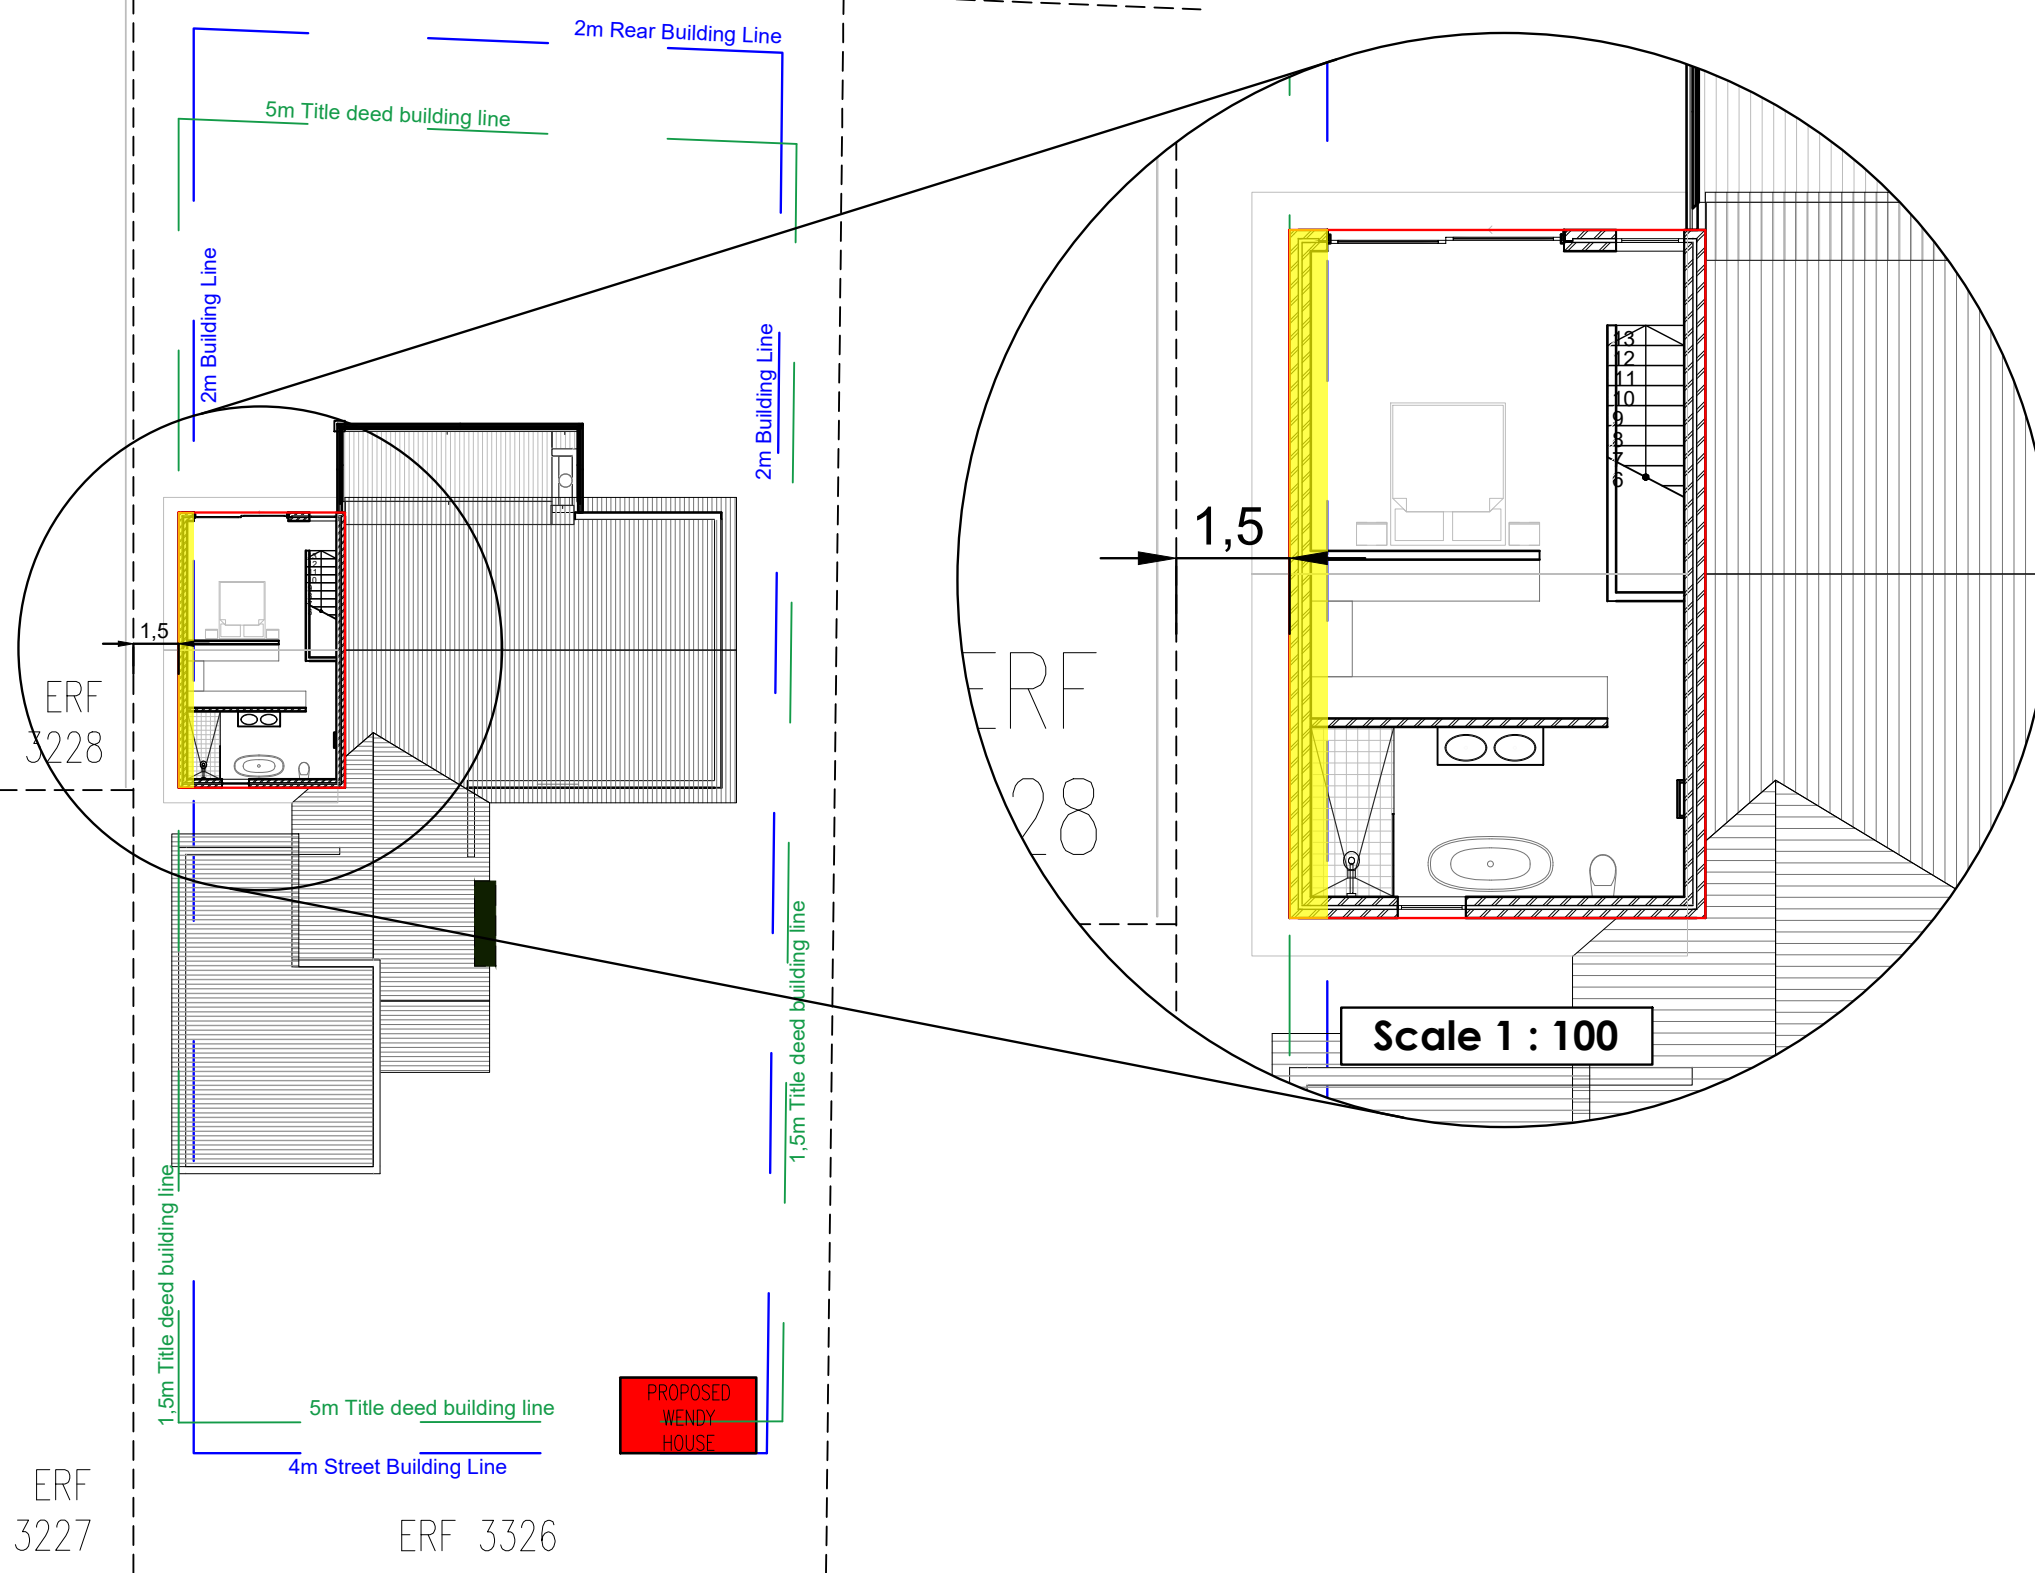 2m Rear Building Line
5m Title deed building line
2m Building Line
2m Building Line
1,5
ERF
3228
1,5m Title deed building line
1,5m Title deed building line
5m Title deed building line
4m Street Building Line
PROPOSED
WENDY
HOUSE
ERF
3227
ERF 3326
13
12
11
10
9
8
7
6
1,5
ERF
28
Scale 1 : 100